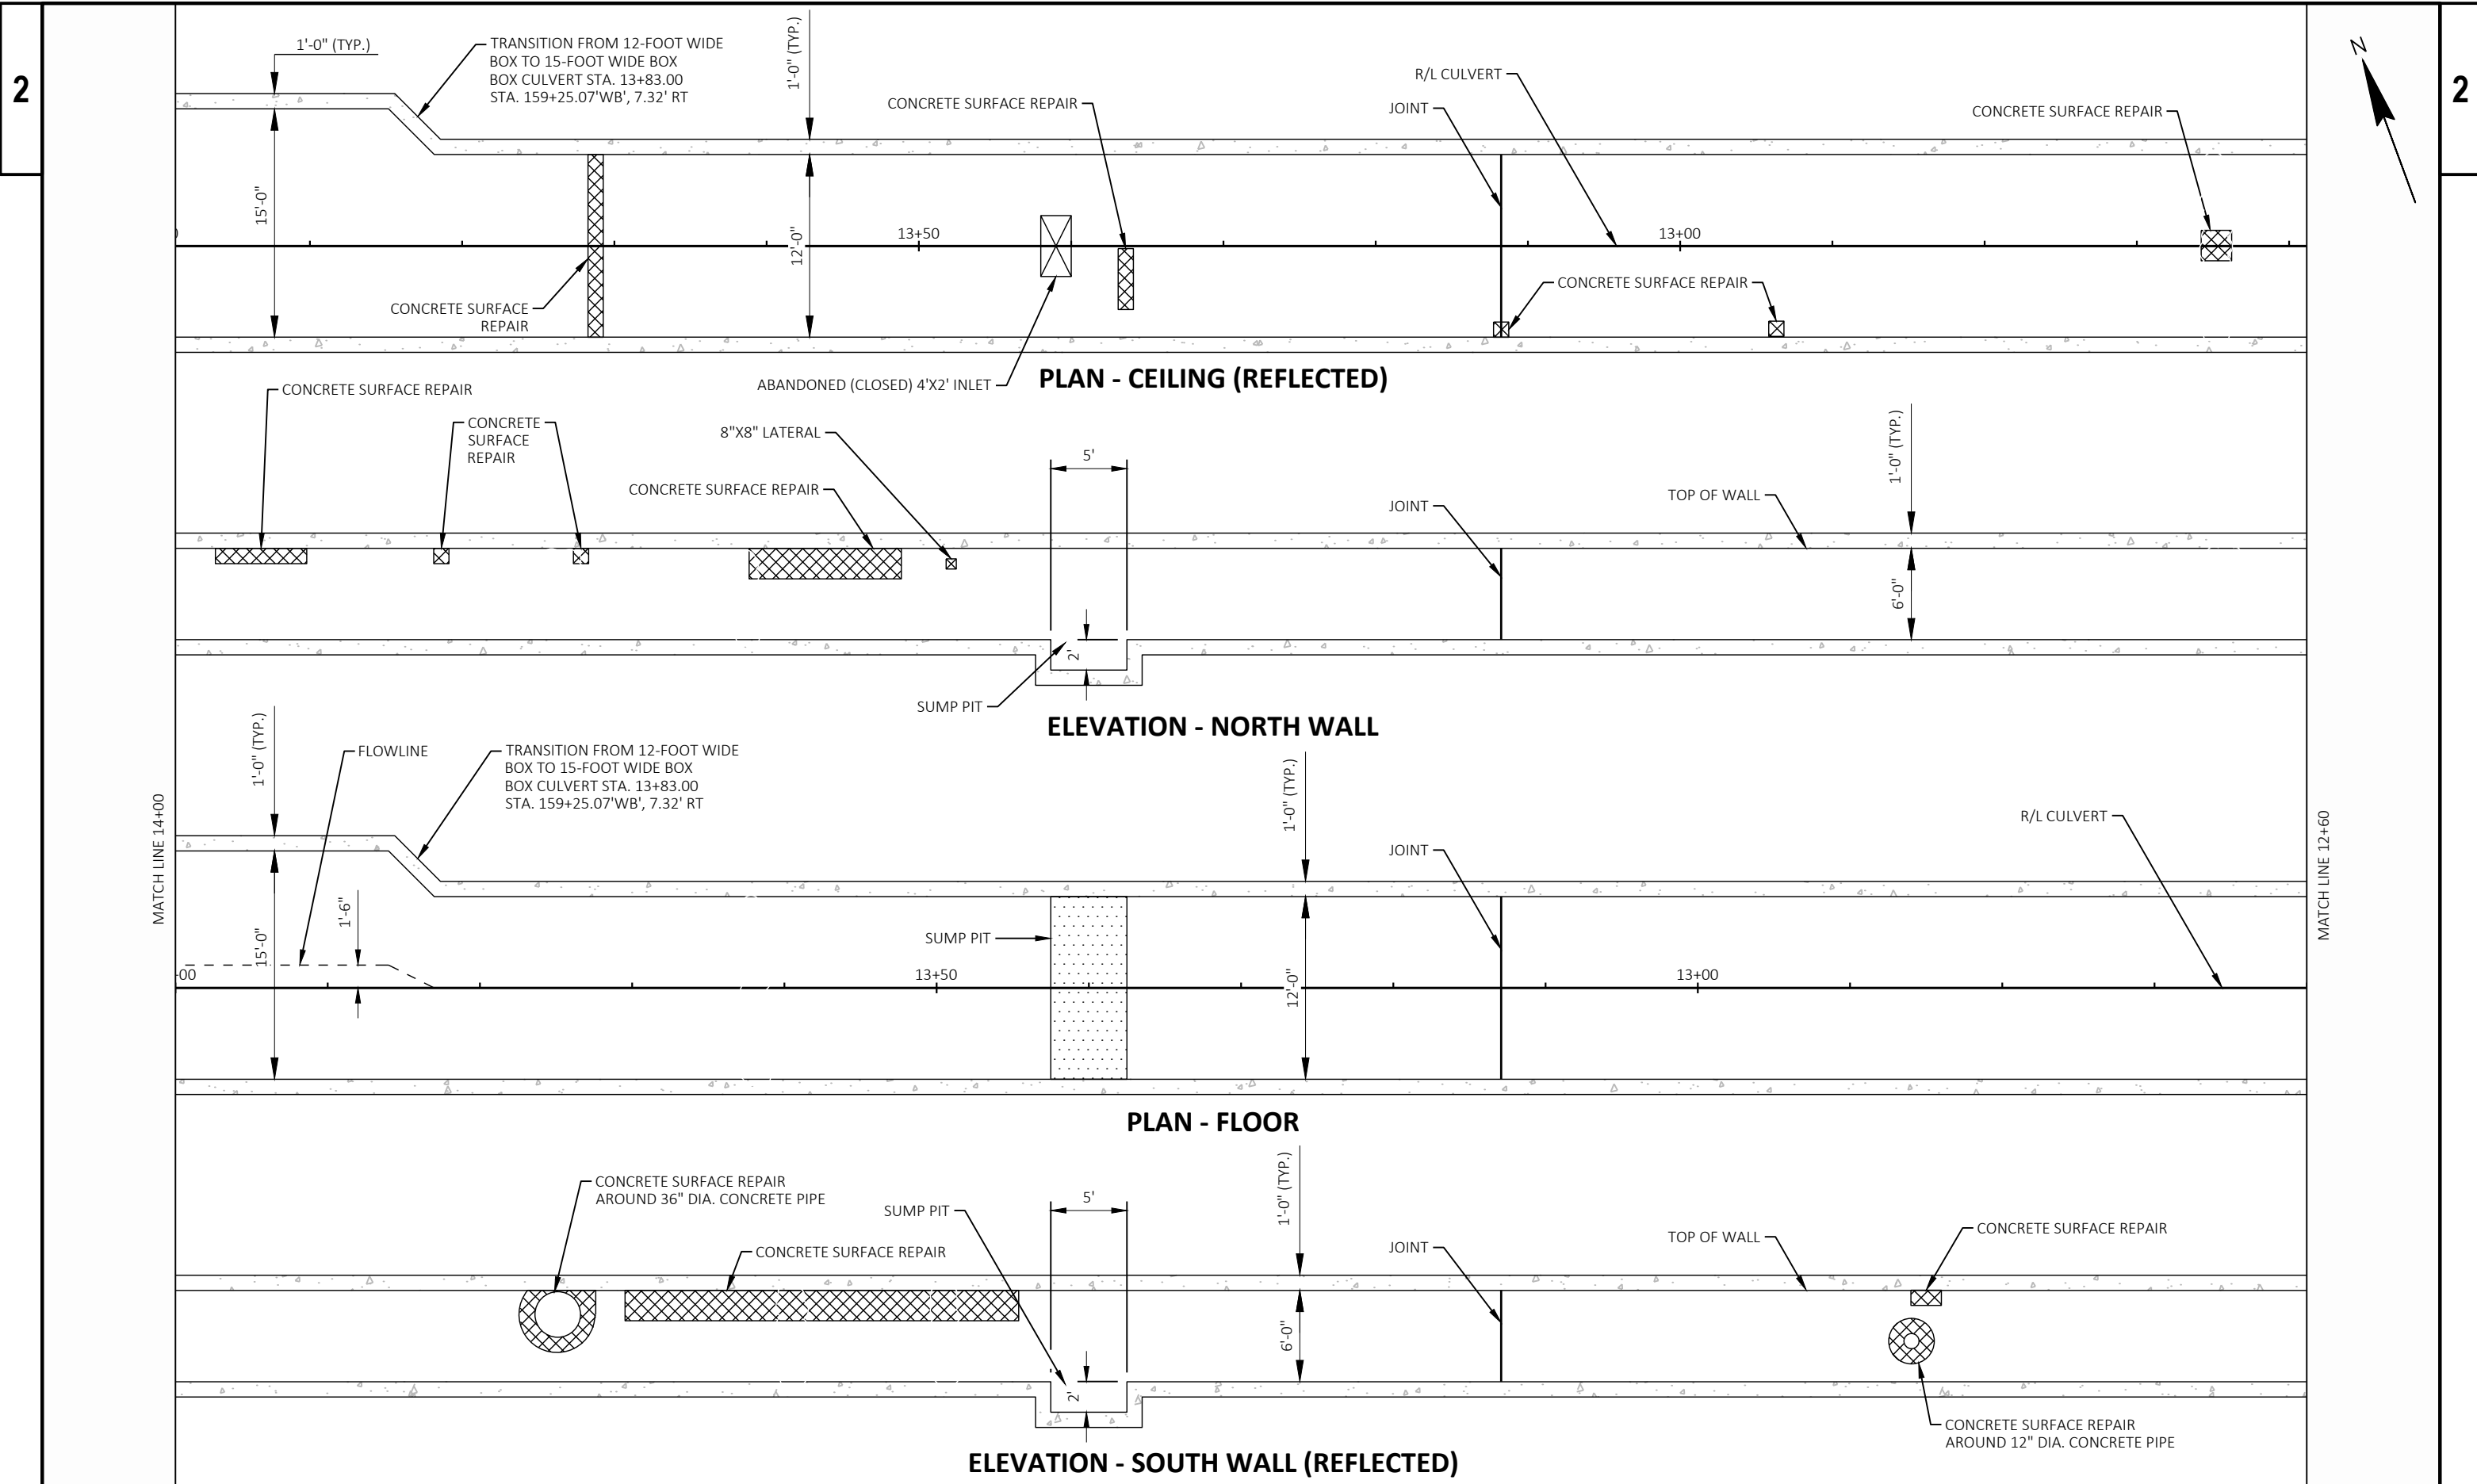 2
2
N
1'-0" (TYP.)
TRANSITION FROM 12-FOOT WIDE
BOX TO 15-FOOT WIDE BOX
BOX CULVERT STA. 13+83.00
STA. 159+25.07'WB', 7.32' RT
1'-0" (TYP.)
CONCRETE SURFACE REPAIR
R/L CULVERT
JOINT
CONCRETE SURFACE REPAIR
15'-0"
12'-0"
13+50
13+00
CONCRETE SURFACE
REPAIR
CONCRETE SURFACE REPAIR
ABANDONED (CLOSED) 4'X2' INLET
PLAN - CEILING (REFLECTED)
CONCRETE SURFACE REPAIR
CONCRETE
SURFACE
REPAIR
8"X8" LATERAL
CONCRETE SURFACE REPAIR
5'
JOINT
TOP OF WALL
1'-0" (TYP.)
6'-0"
2'
SUMP PIT
ELEVATION - NORTH WALL
1'-0" (TYP.)
FLOWLINE
TRANSITION FROM 12-FOOT WIDE
BOX TO 15-FOOT WIDE BOX
BOX CULVERT STA. 13+83.00
STA. 159+25.07'WB', 7.32' RT
1'-0" (TYP.)
JOINT
R/L CULVERT
MATCH LINE 14+00
MATCH LINE 12+60
15'-0"
1'-6"
SUMP PIT
12'-0"
-00
13+50
13+00
PLAN - FLOOR
CONCRETE SURFACE REPAIR
AROUND 36" DIA. CONCRETE PIPE
SUMP PIT
5'
1'-0" (TYP.)
CONCRETE SURFACE REPAIR
JOINT
TOP OF WALL
CONCRETE SURFACE REPAIR
6'-0"
2'
CONCRETE SURFACE REPAIR
AROUND 12" DIA. CONCRETE PIPE
ELEVATION - SOUTH WALL (REFLECTED)